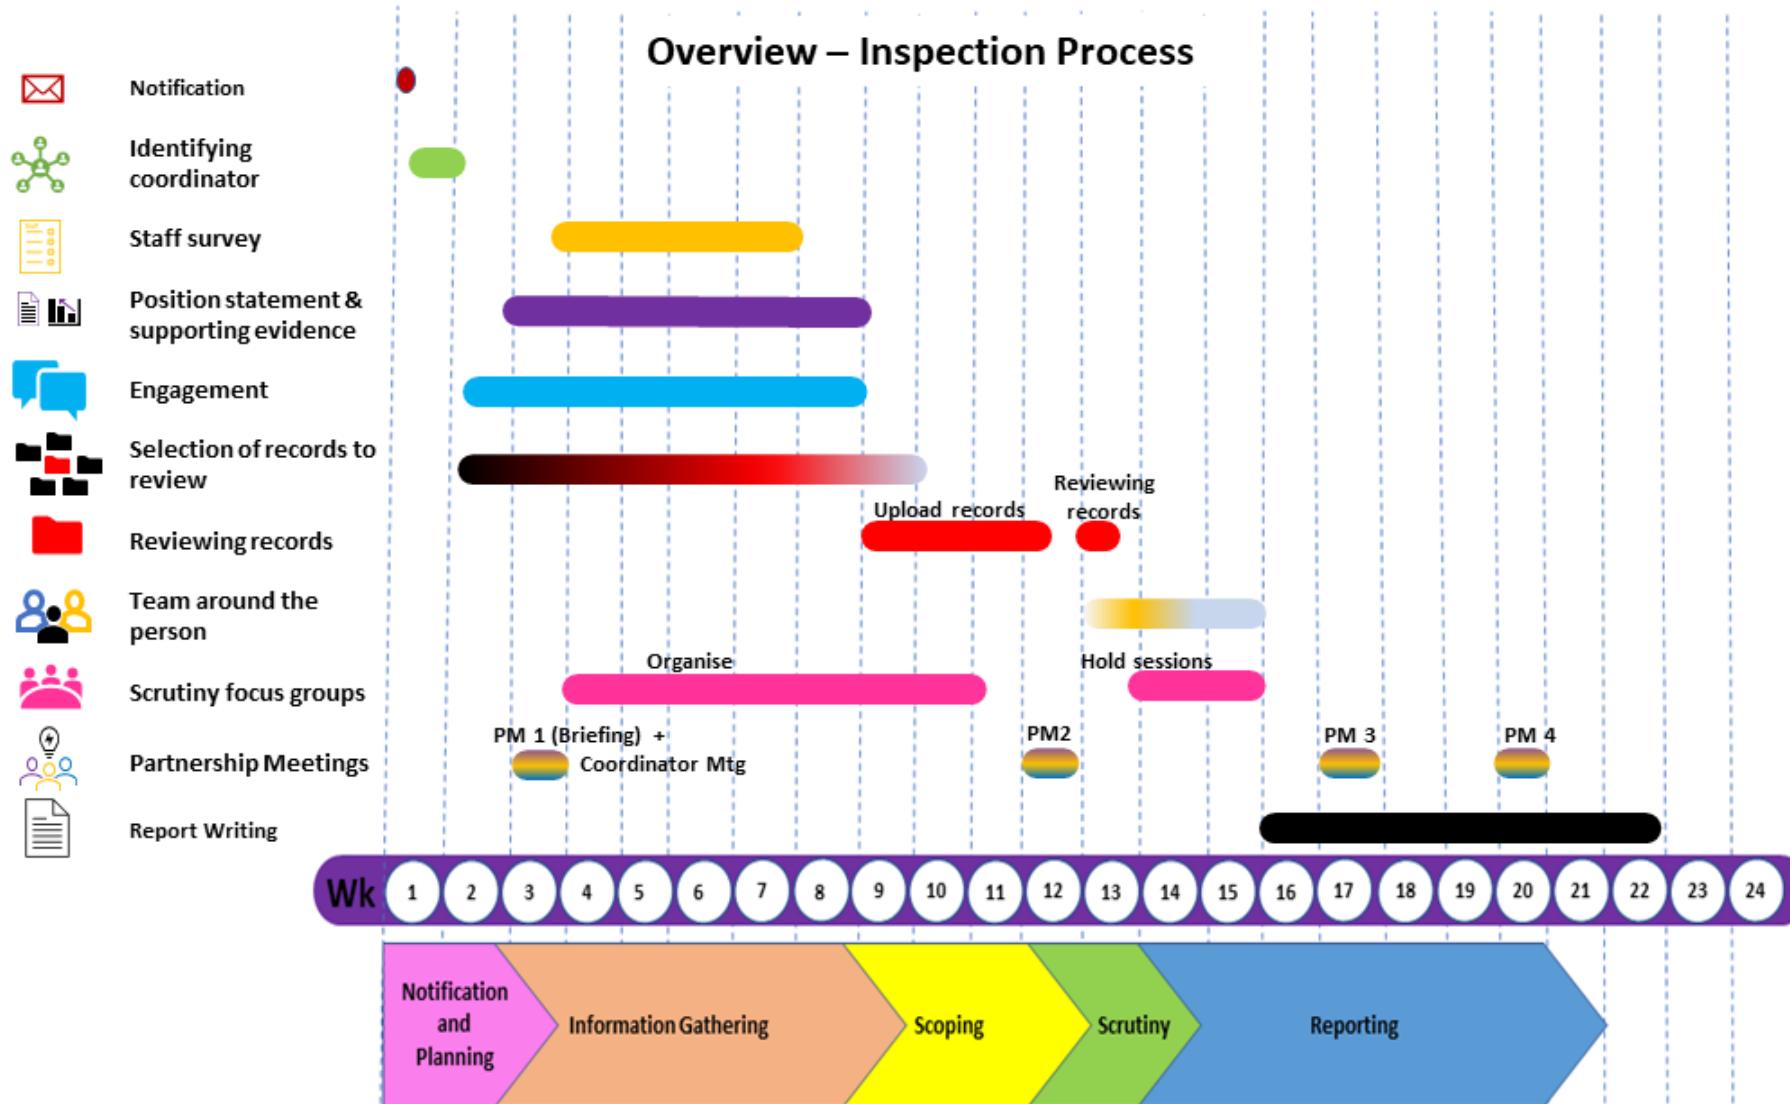 Overview – Inspection Process
Notification
Identifying
coordinator
Staff survey
Position statement &
supporting evidence
Engagement
Selection of records to
review
Upload records
Reviewing
records
Reviewing records
Team around the
person
Organise
Hold sessions
Scrutiny focus groups
PM 1 (Briefing) +
Coordinator Mtg
PM2
PM 3
PM 4
Partnership Meetings
Report Writing
Wk 1 2 3 4 5 6 7 8 9 10 11 12 13 14 15 16 17 18 19 20 21 22 23 24
Notification
and
Planning
Information Gathering
Scoping
Scrutiny
Reporting